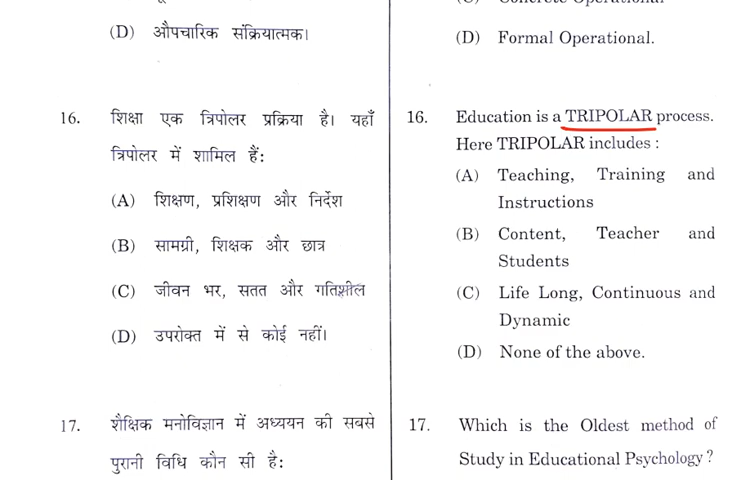 (D) औपचारिक संक्रियात्मक।
16. शिक्षा एक त्रिपोलर प्रक्रिया है। यहाँ
त्रिपोलर में शामिल हैं:
(A) शिक्षण, प्रशिक्षण और निर्देश
(B) सामग्री, शिक्षक और छात्र
(C) जीवन भर, सतत और गतिशील
(D) उपरोक्त में से कोई नहीं।
17. शैक्षिक मनोविज्ञान में अध्ययन की सबसे
पुरानी विधि कौन सी है:
(C) Concrete Operational
(D) Formal Operational.
16. Education is a TRIPOLAR process.
Here TRIPOLAR includes :
(A) Teaching, Training and
Instructions
(B) Content, Teacher and
Students
(C) Life Long, Continuous and
Dynamic
(D) None of the above.
17. Which is the Oldest method of
Study in Educational Psychology ?